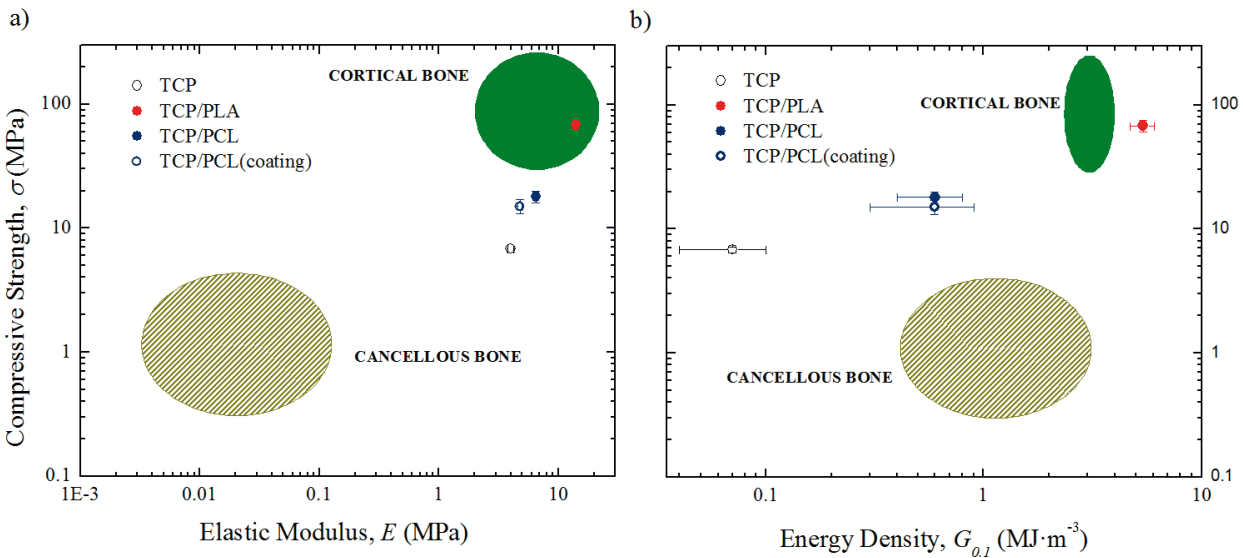 a)
Compressive Strength, σ (MPa)
100
10
1
0.1
TCP
TCP/PLA
TCP/PCL
TCP/PCL(coating)
CORTICAL BONE
CANCELLOUS BONE
1E-3
0.01
0.1
1
10
Elastic Modulus, E (MPa)
b)
TCP
TCP/PLA
TCP/PCL
TCP/PCL(coating)
CORTICAL BONE
CANCELLOUS BONE
100
10
1
0.1
0.1
1
10
Energy Density, G0.1 (MJ·m-3)